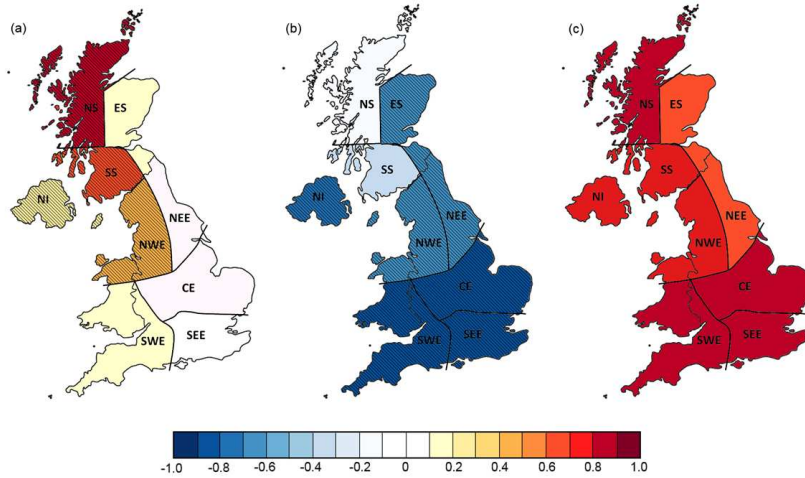 (a)
NS
ES
SS
NI
NEE
NWE
CE
SWE
SEE
(b)
NS
ES
SS
NI
NEE
NWE
CE
SWE
SEE
(c)
NS
ES
SS
NI
NEE
NWE
CE
SWE
SEE
-1.0 -0.8 -0.6 -0.4 -0.2 0 0.2 0.4 0.6 0.8 1.0